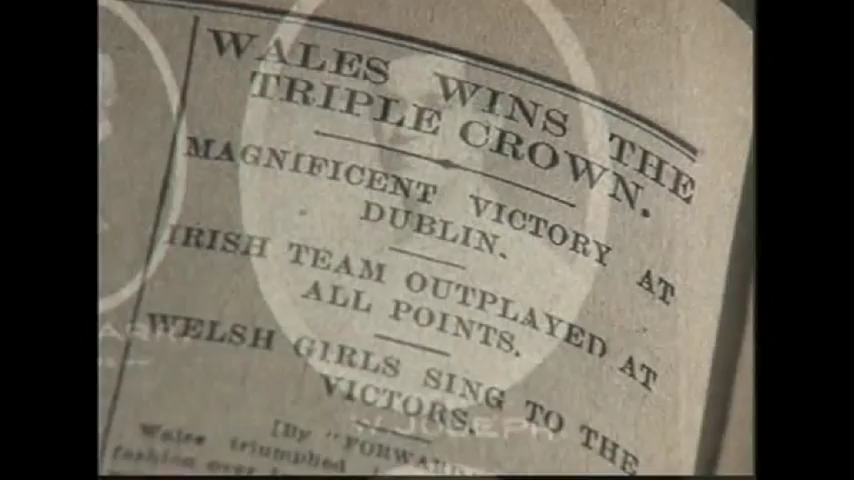 WALES WINS THE
TRIPLE CROWN.
MAGNIFICENT VICTORY AT
DUBLIN.
IRISH TEAM OUTPLAYED AT
ALL POINTS.
WELSH GIRLS SING TO THE
VICTORS.
[By "FORWARD
Wales triumphed
fashion over
W. JOSEPH.